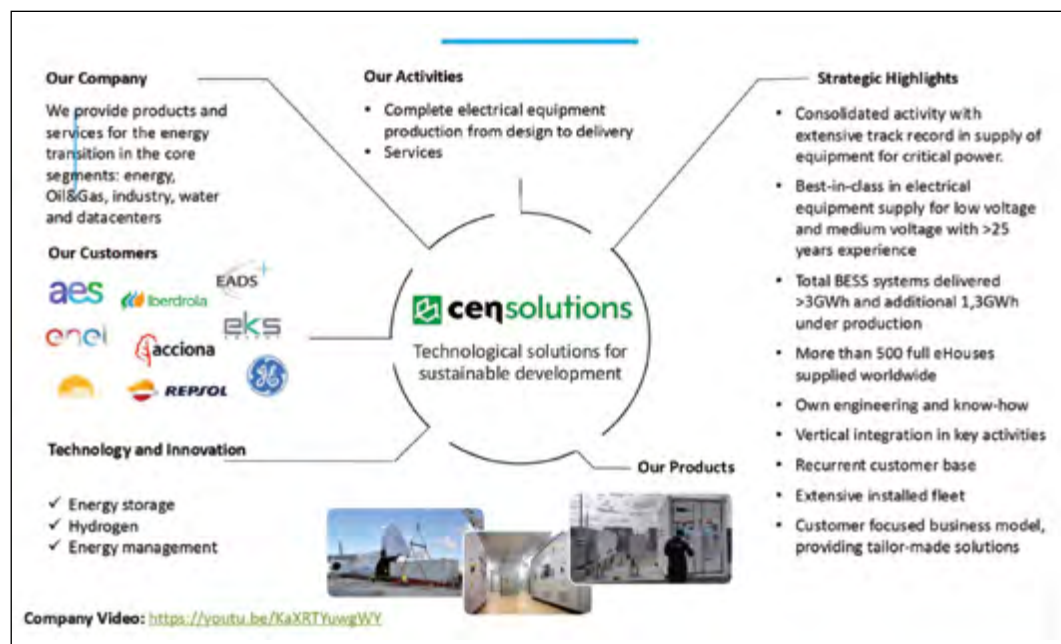 Our Company
We provide products and
services for the energy
transition in the core
segments: energy,
Oil&Gas, industry, water
and datacenters
Our Customers
aes
Iberdrola
EADS
enel
acciona
eks
REPSOL
Technology and Innovation
✓ Energy storage
✓ Hydrogen
✓ Energy management
Our Activities
• Complete electrical equipment
production from design to delivery
• Services
censolutions
Technological solutions for
sustainable development
Our Products
Strategic Highlights
• Consolidated activity with
extensive track record in supply of
equipment for critical power.
• Best-in-class in electrical
equipment supply for low voltage
and medium voltage with >25
years experience
• Total BESS systems delivered
>3GWh and additional 1,3GWh
under production
• More than 500 full eHouses
supplied worldwide
• Own engineering and know-how
• Vertical integration in key activities
• Recurrent customer base
• Extensive installed fleet
• Customer focused business model,
providing tailor-made solutions
Company Video: https://youtu.be/KaXRTYuwgWY